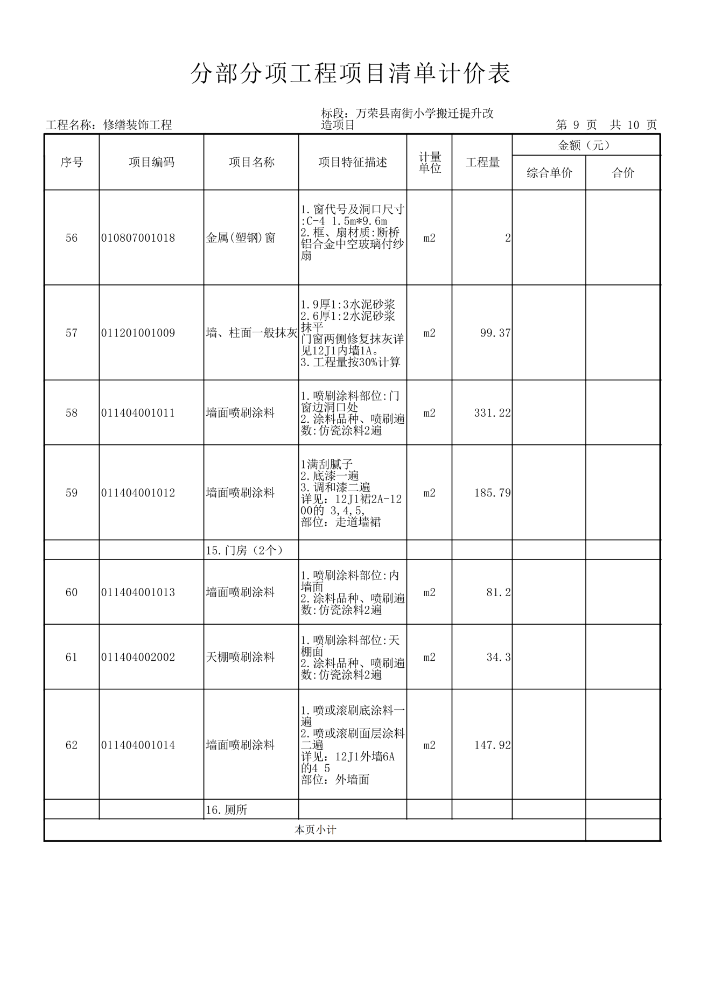 分部分项工程项目清单计价表
标段：万荣县南街小学搬迁提升改
工程名称：修缮装饰工程 造项目 第 9 页 共 10 页
序号 项目编码 项目名称 项目特征描述 计量 单位 工程量 金额（元）
综合单价 合价
1.窗代号及洞口尺寸
:C-4 1.5m*9.6m
56 010807001018 金属(塑钢)窗 2.框、扇材质:断桥 m2 2
铝合金中空玻璃付纱
扇
1.9厚1:3水泥砂浆
2.6厚1:2水泥砂浆
抹平
57 011201001009 墙、柱面一般抹灰 门窗两侧修复抹灰详 m2 99.37
见12J1内墙1A。
3.工程量按30%计算
1.喷刷涂料部位:门
窗边洞口处
58 011404001011 墙面喷刷涂料 2.涂料品种、喷刷遍 m2 331.22
数:仿瓷涂料2遍
1满刮腻子
2.底漆一遍
3.调和漆二遍
59 011404001012 墙面喷刷涂料 详见：12J1裙2A-12 m2 185.79
00的 3,4,5,
部位：走道墙裙
15.门房（2个）
1.喷刷涂料部位:内
墙面
60 011404001013 墙面喷刷涂料 2.涂料品种、喷刷遍 m2 81.2
数:仿瓷涂料2遍
1.喷刷涂料部位:天
棚面
61 011404002002 天棚喷刷涂料 2.涂料品种、喷刷遍 m2 34.3
数:仿瓷涂料2遍
1.喷或滚刷底涂料一
遍
2.喷或滚刷面层涂料
62 011404001014 墙面喷刷涂料 二遍 m2 147.92
详见：12J1外墙6A
的4 5
部位：外墙面
16.厕所
本页小计